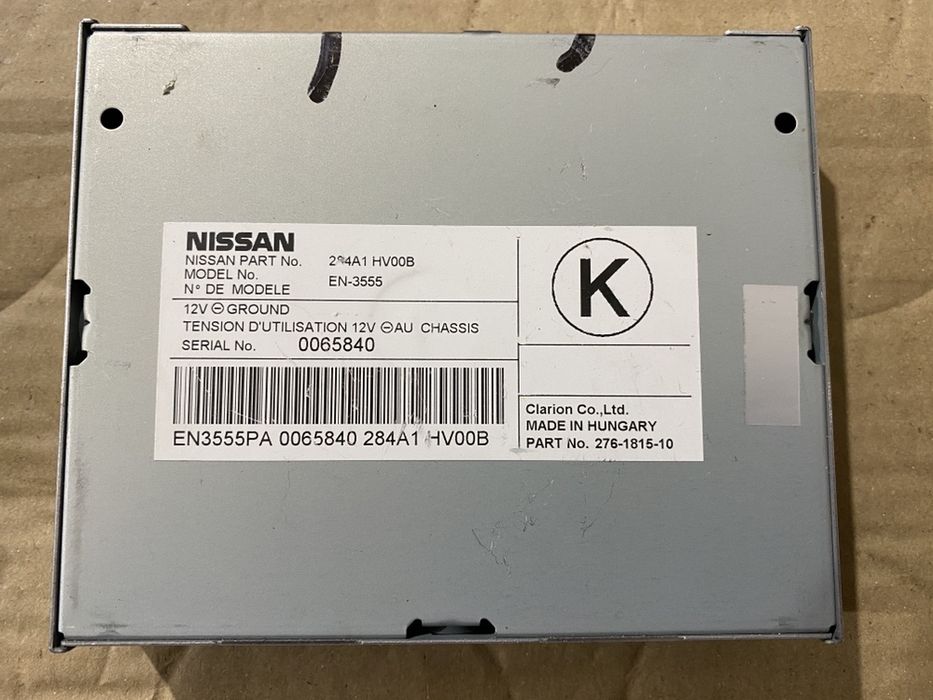 NISSAN
NISSAN PART No. 284A1 HV00B
MODEL No.
N° DE MODELE EN-3555
12V ⊖ GROUND
TENSION D'UTILISATION 12V ⊖ AU CHASSIS
SERIAL No. 0065840
EN3555PA 0065840 284A1 HV00B
K
Clarion Co.,Ltd.
MADE IN HUNGARY
PART No. 276-1815-10